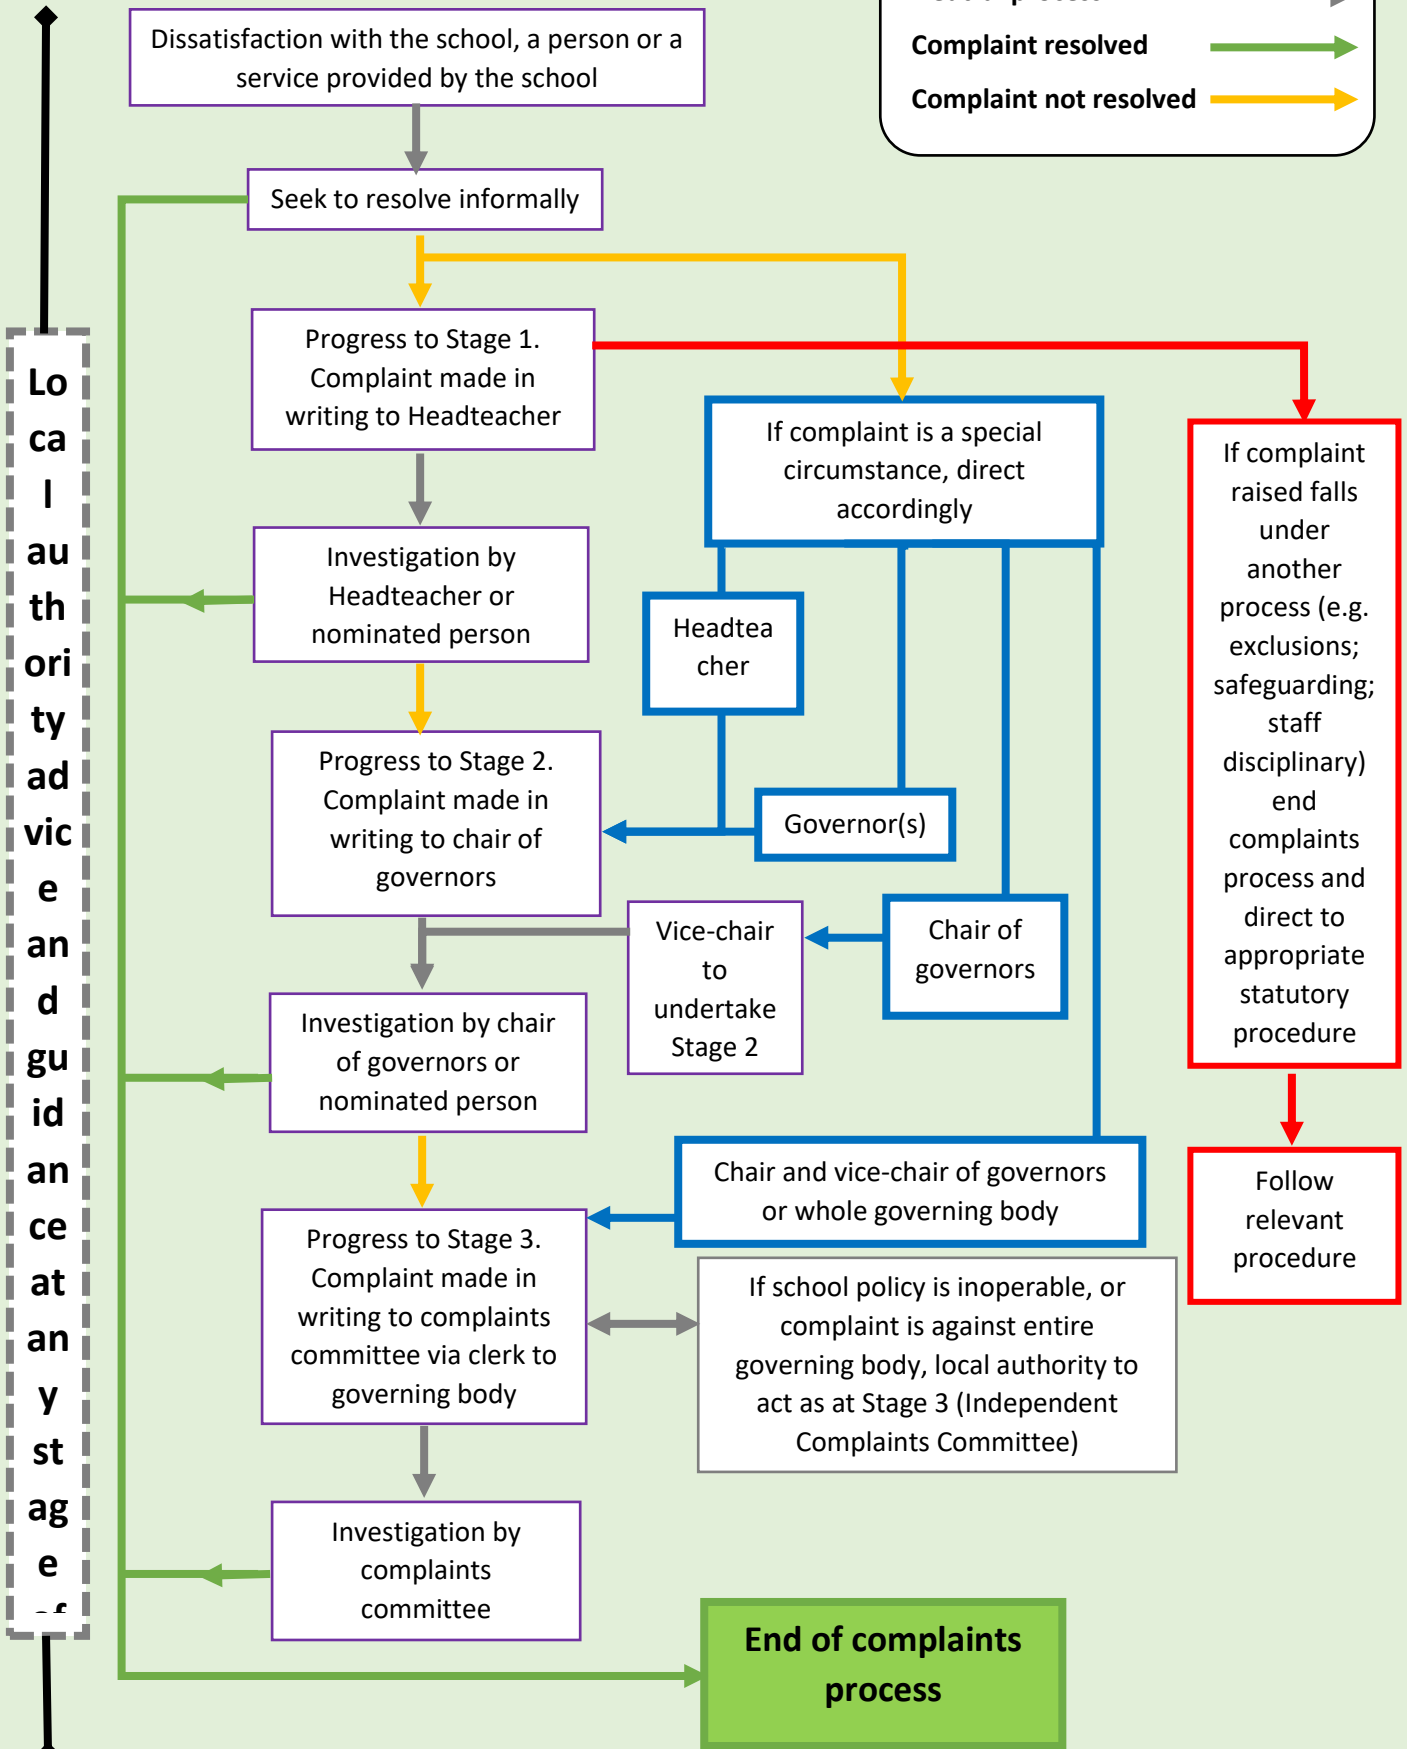 Complaint resolved
Complaint not resolved
Dissatisfaction with the school, a person or a
service provided by the school
Seek to resolve informally
Progress to Stage 1.
Complaint made in
writing to Headteacher
If complaint is a special
circumstance, direct
accordingly
If complaint
raised falls
under
another
process (e.g.
exclusions;
safeguarding;
staff
disciplinary)
end
complaints
process and
direct to
appropriate
statutory
procedure
Investigation by
Headteacher or
nominated person
Headtea
cher
Progress to Stage 2.
Complaint made in
writing to chair of
governors
Governor(s)
Vice-chair
to
undertake
Stage 2
Chair of
governors
Investigation by chair
of governors or
nominated person
Chair and vice-chair of governors
or whole governing body
Follow
relevant
procedure
Progress to Stage 3.
Complaint made in
writing to complaints
committee via clerk to
governing body
If school policy is inoperable, or
complaint is against entire
governing body, local authority to
act as at Stage 3 (Independent
Complaints Committee)
Investigation by
complaints
committee
End of complaints
process
Lo
ca
l
au
th
ori
ty
ad
vic
e
an
d
gu
id
an
ce
at
an
y
st
ag
e